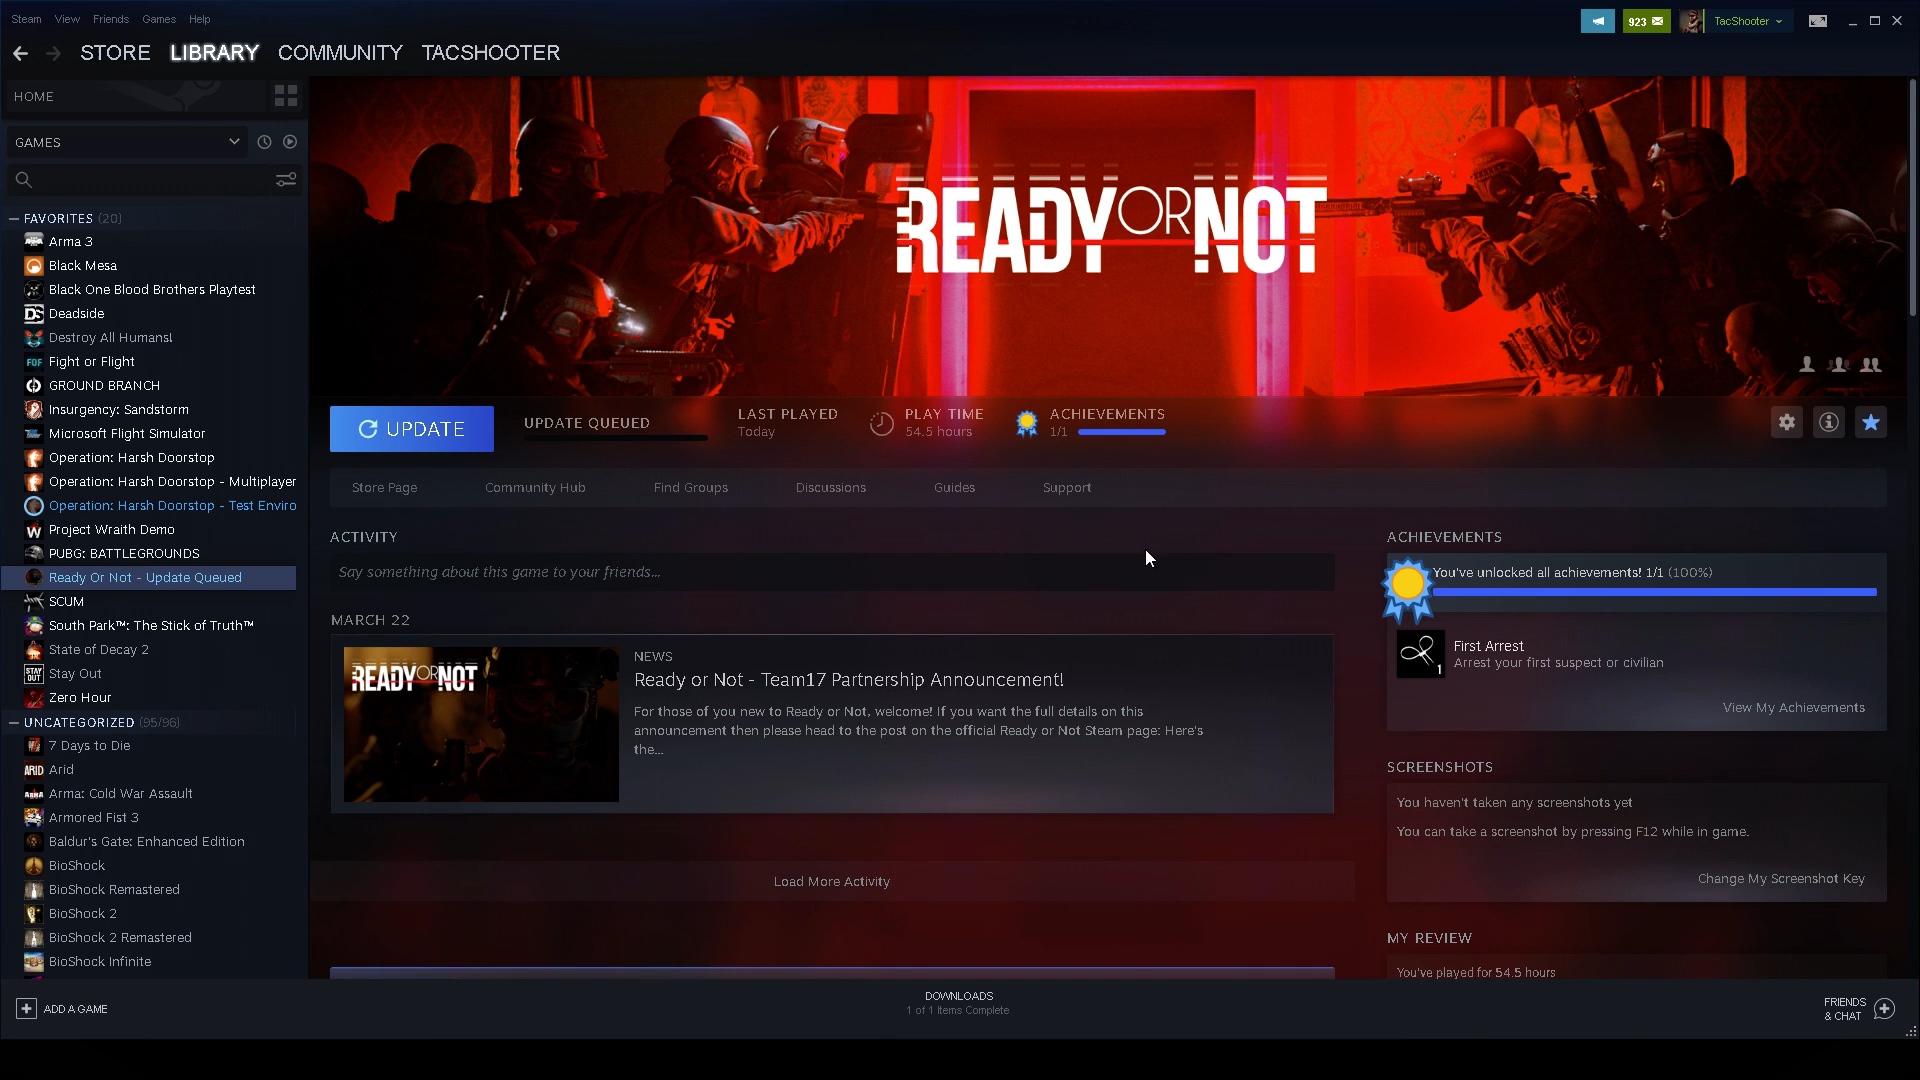 Steam View Friends Games Help
923
TacShooter
STORE LIBRARY COMMUNITY TACSHOOTER
HOME
GAMES
FAVORITES (20)
Arma 3
Black Mesa
Black One Blood Brothers Playtest
Deadside
Destroy All Humans!
Fight or Flight
GROUND BRANCH
Insurgency: Sandstorm
Microsoft Flight Simulator
Operation: Harsh Doorstop
Operation: Harsh Doorstop - Multiplayer
Operation: Harsh Doorstop - Test Enviro
Project Wraith Demo
PUBG: BATTLEGROUNDS
Ready Or Not - Update Queued
SCUM
South Park™: The Stick of Truth™
State of Decay 2
Stay Out
Zero Hour
UNCATEGORIZED (95/96)
7 Days to Die
Arid
Arma: Cold War Assault
Armored Fist 3
Baldur's Gate: Enhanced Edition
BioShock
BioShock Remastered
BioShock 2
BioShock 2 Remastered
BioShock Infinite
READY OR NOT
UPDATE
UPDATE QUEUED
LAST PLAYED
Today
PLAY TIME
54.5 hours
ACHIEVEMENTS
1/1
Store Page Community Hub Find Groups Discussions Guides Support
ACTIVITY
Say something about this game to your friends...
MARCH 22
READY OR NOT
NEWS
Ready or Not - Team17 Partnership Announcement!
For those of you new to Ready or Not, welcome! If you want the full details on this
announcement then please head to the post on the official Ready or Not Steam page: Here's
the...
Load More Activity
ACHIEVEMENTS
You've unlocked all achievements! 1/1 (100%)
First Arrest
Arrest your first suspect or civilian
View My Achievements
SCREENSHOTS
You haven't taken any screenshots yet
You can take a screenshot by pressing F12 while in game.
Change My Screenshot Key
MY REVIEW
You've played for 54.5 hours
ADD A GAME
DOWNLOADS
1 of 1 Items Complete
FRIENDS
& CHAT